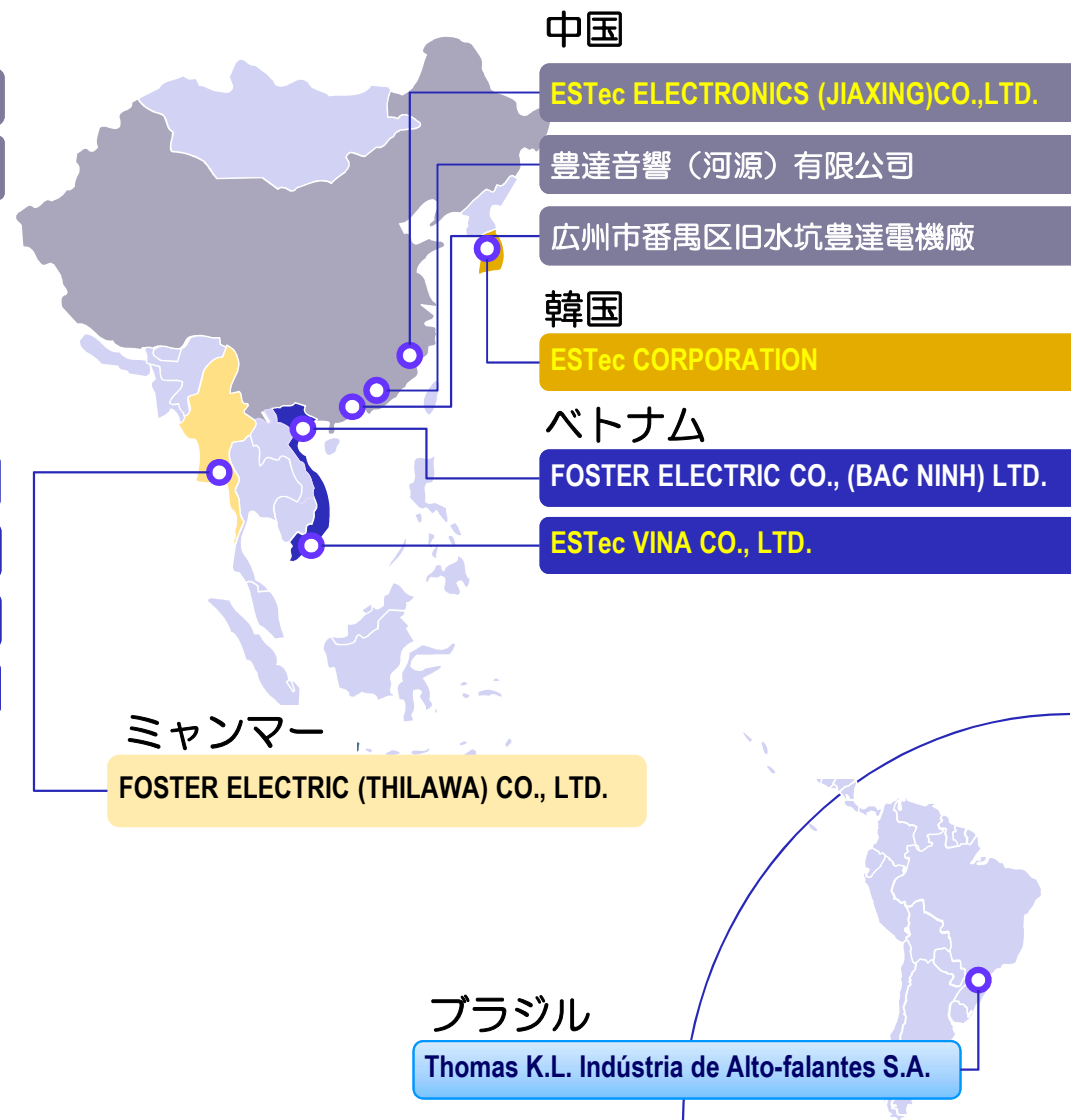 中国
ESTec ELECTRONICS (JIAXING)CO.,LTD.
豊達音響（河源）有限公司
広州市番禺区旧水坑豊達電機廠
韓国
ESTec CORPORATION
ベトナム
FOSTER ELECTRIC CO., (BAC NINH) LTD.
ESTec VINA CO., LTD.
ミャンマー
FOSTER ELECTRIC (THILAWA) CO., LTD.
ブラジル
Thomas K.L. Indústria de Alto-falantes S.A.